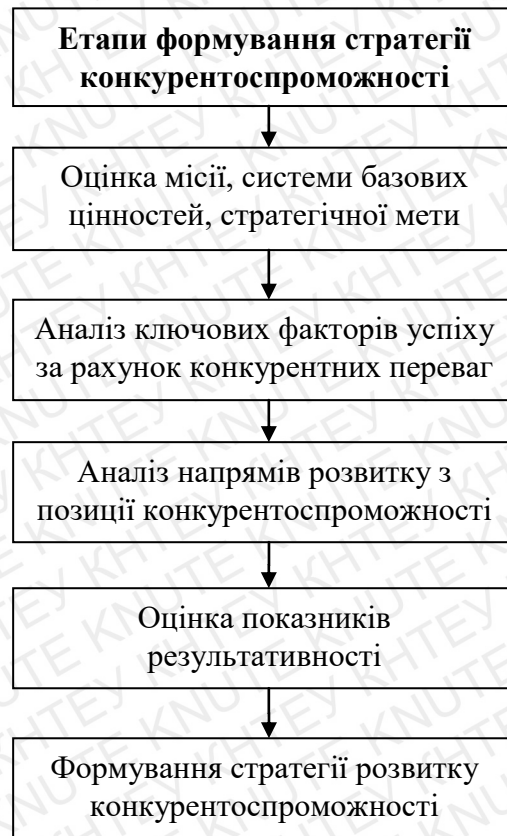 Етапи формування стратегії
конкурентоспроможності
Оцінка місії, системи базових
цінностей, стратегічної мети
Аналіз ключових факторів успіху
за рахунок конкурентних переваг
Аналіз напрямів розвитку з
позиції конкурентоспроможності
Оцінка показників
результативності
Формування стратегії розвитку
конкурентоспроможності